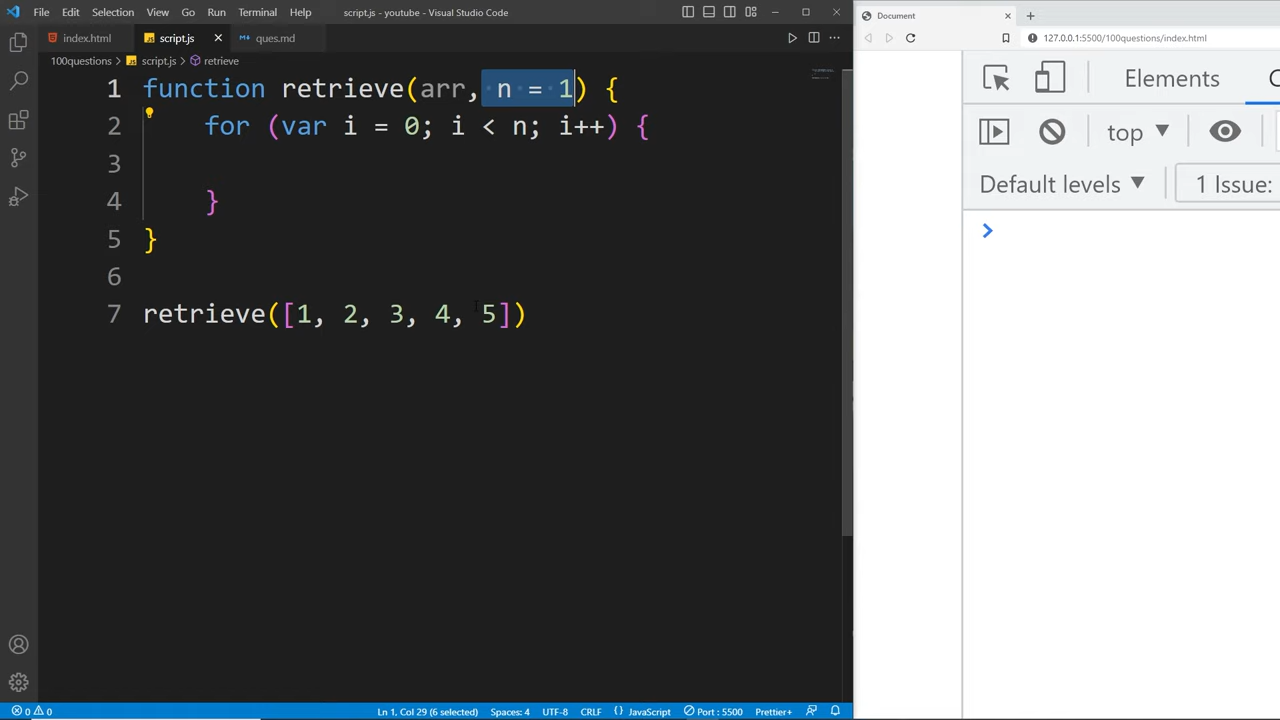 File Edit Selection View Go Run Terminal Help script.js - youtube - Visual Studio Code
index.html script.js ques.md
100questions > script.js > retrieve
1 function retrieve(arr, n = 1) {
2 for (var i = 0; i < n; i++) {
3
4 }
5 }
6
7 retrieve([1, 2, 3, 4, 5])
0 0 Ln 1, Col 29 (6 selected) Spaces: 4 UTF-8 CRLF {} JavaScript Port : 5500 Prettier+
Document
127.0.0.1:5500/100questions/index.html
Elements
top
Default levels 1 Issue: